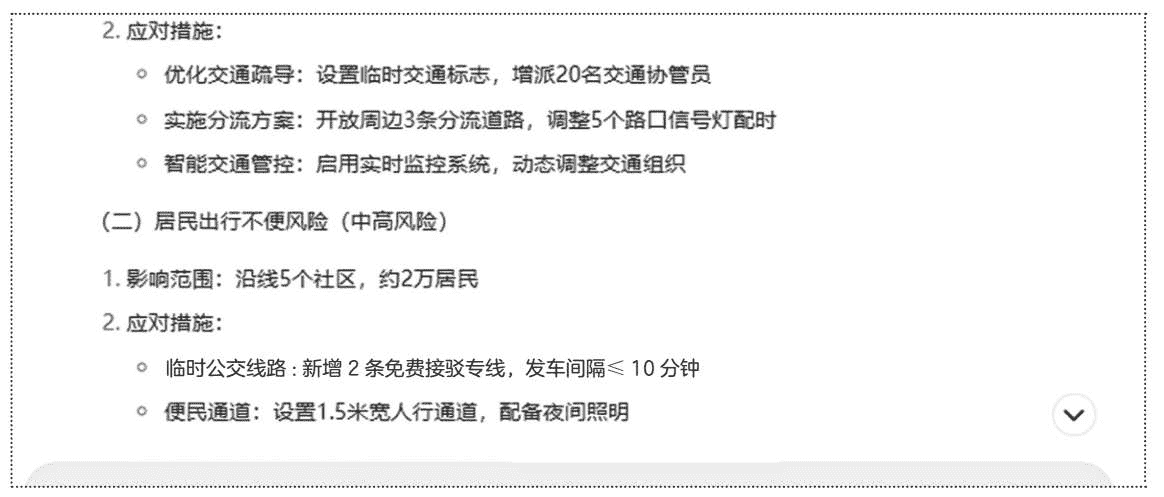 2. 应对措施：
○ 优化交通疏导：设置临时交通标志，增派20名交通协管员
○ 实施分流方案：开放周边3条分流道路，调整5个路口信号灯配时
○ 智能交通管控：启用实时监控系统，动态调整交通组织
（二）居民出行不便风险（中高风险）
1. 影响范围：沿线5个社区，约2万居民
2. 应对措施：
○ 临时公交线路 : 新增 2 条免费接驳专线，发车间隔≤ 10 分钟
○ 便民通道：设置1.5米宽人行通道，配备夜间照明